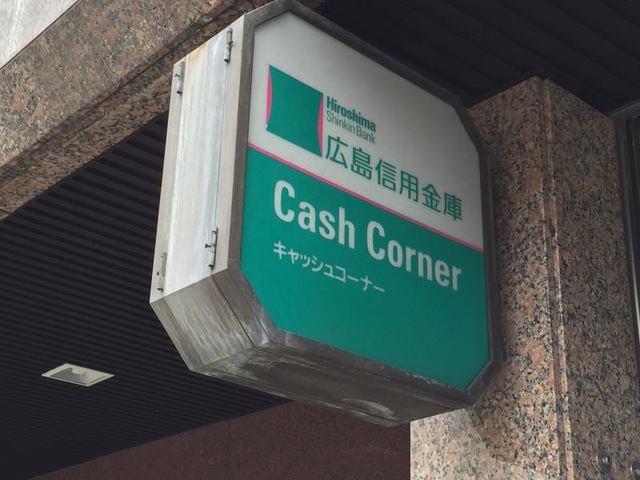 Hiroshima
Shinkin Bank
広島信用金庫
Cash Corner
キャッシュコーナー